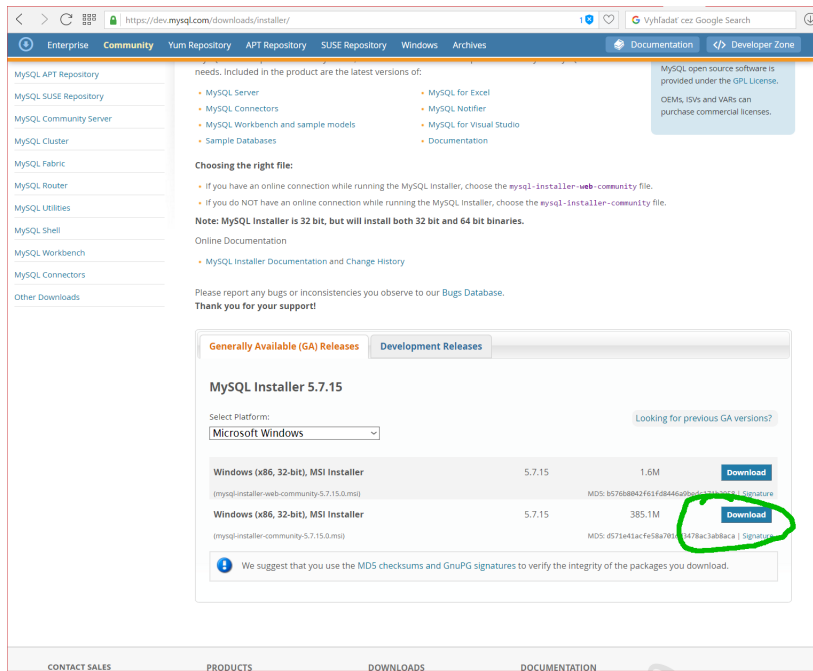 https://dev.mysql.com/downloads/installer/
1
Vyhľadať cez Google Search
Enterprise Community Yum Repository APT Repository SUSE Repository Windows Archives
Documentation
Developer Zone
MySQL APT Repository
MySQL SUSE Repository
MySQL Community Server
MySQL Cluster
MySQL Fabric
MySQL Router
MySQL Utilities
MySQL Shell
MySQL Workbench
MySQL Connectors
Other Downloads
needs. Included in the product are the latest versions of:
• MySQL Server
• MySQL Connectors
• MySQL Workbench and sample models
• Sample Databases
• MySQL for Excel
• MySQL Notifier
• MySQL for Visual Studio
• Documentation
MySQL open source software is
provided under the GPL License.
OEMs, ISVs and VARs can
purchase commercial licenses.
Choosing the right file:
• If you have an online connection while running the MySQL Installer, choose the mysql-installer-web-community file.
• If you do NOT have an online connection while running the MySQL Installer, choose the mysql-installer-community file.
Note: MySQL Installer is 32 bit, but will install both 32 bit and 64 bit binaries.
Online Documentation
• MySQL Installer Documentation and Change History
Please report any bugs or inconsistencies you observe to our Bugs Database.
Thank you for your support!
Generally Available (GA) Releases
Development Releases
MySQL Installer 5.7.15
Select Platform:
Looking for previous GA versions?
Microsoft Windows
Windows (x86, 32-bit), MSI Installer 5.7.15 1.6M Download
(mysql-installer-web-community-5.7.15.0.msi) MD5: | Signature
Windows (x86, 32-bit), MSI Installer 5.7.15 385.1M Download
(mysql-installer-community-5.7.15.0.msi) MD5: | Signature
We suggest that you use the MD5 checksums and GnuPG signatures to verify the integrity of the packages you download.
CONTACT SALES PRODUCTS DOWNLOADS DOCUMENTATION